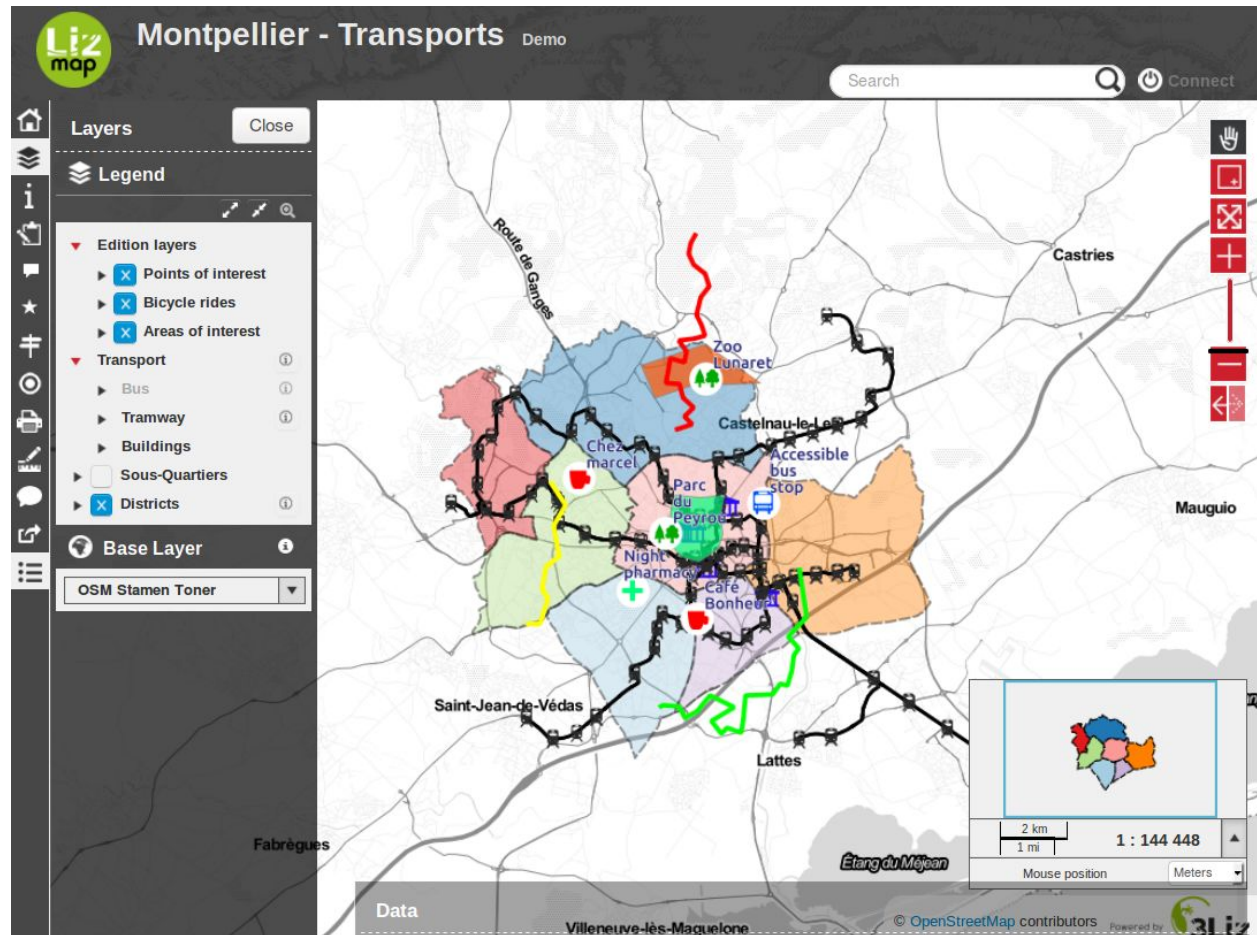 Liz
map
Montpellier - Transports Demo
Search
Connect
Layers
Close
Legend
Edition layers
Points of interest
Bicycle rides
Areas of interest
Transport
Bus
Tramway
Buildings
Sous-Quartiers
Districts
Base Layer
OSM Stamen Toner
Route de Ganges
Castries
Zoo
Lunaret
Castelnau-le-Lez
Chez
marcel
Accessible
bus
stop
Parc
du
Peyrou
Mauguio
Night
pharmacy
Café
Bonheur
Saint-Jean-de-Védas
Lattes
Fabrègues
Étang du Méjean
Villeneuve-lès-Maguelone
2 km
1 mi
1 : 144 448
Mouse position
Meters
Data
© OpenStreetMap contributors
Powered by
3Liz